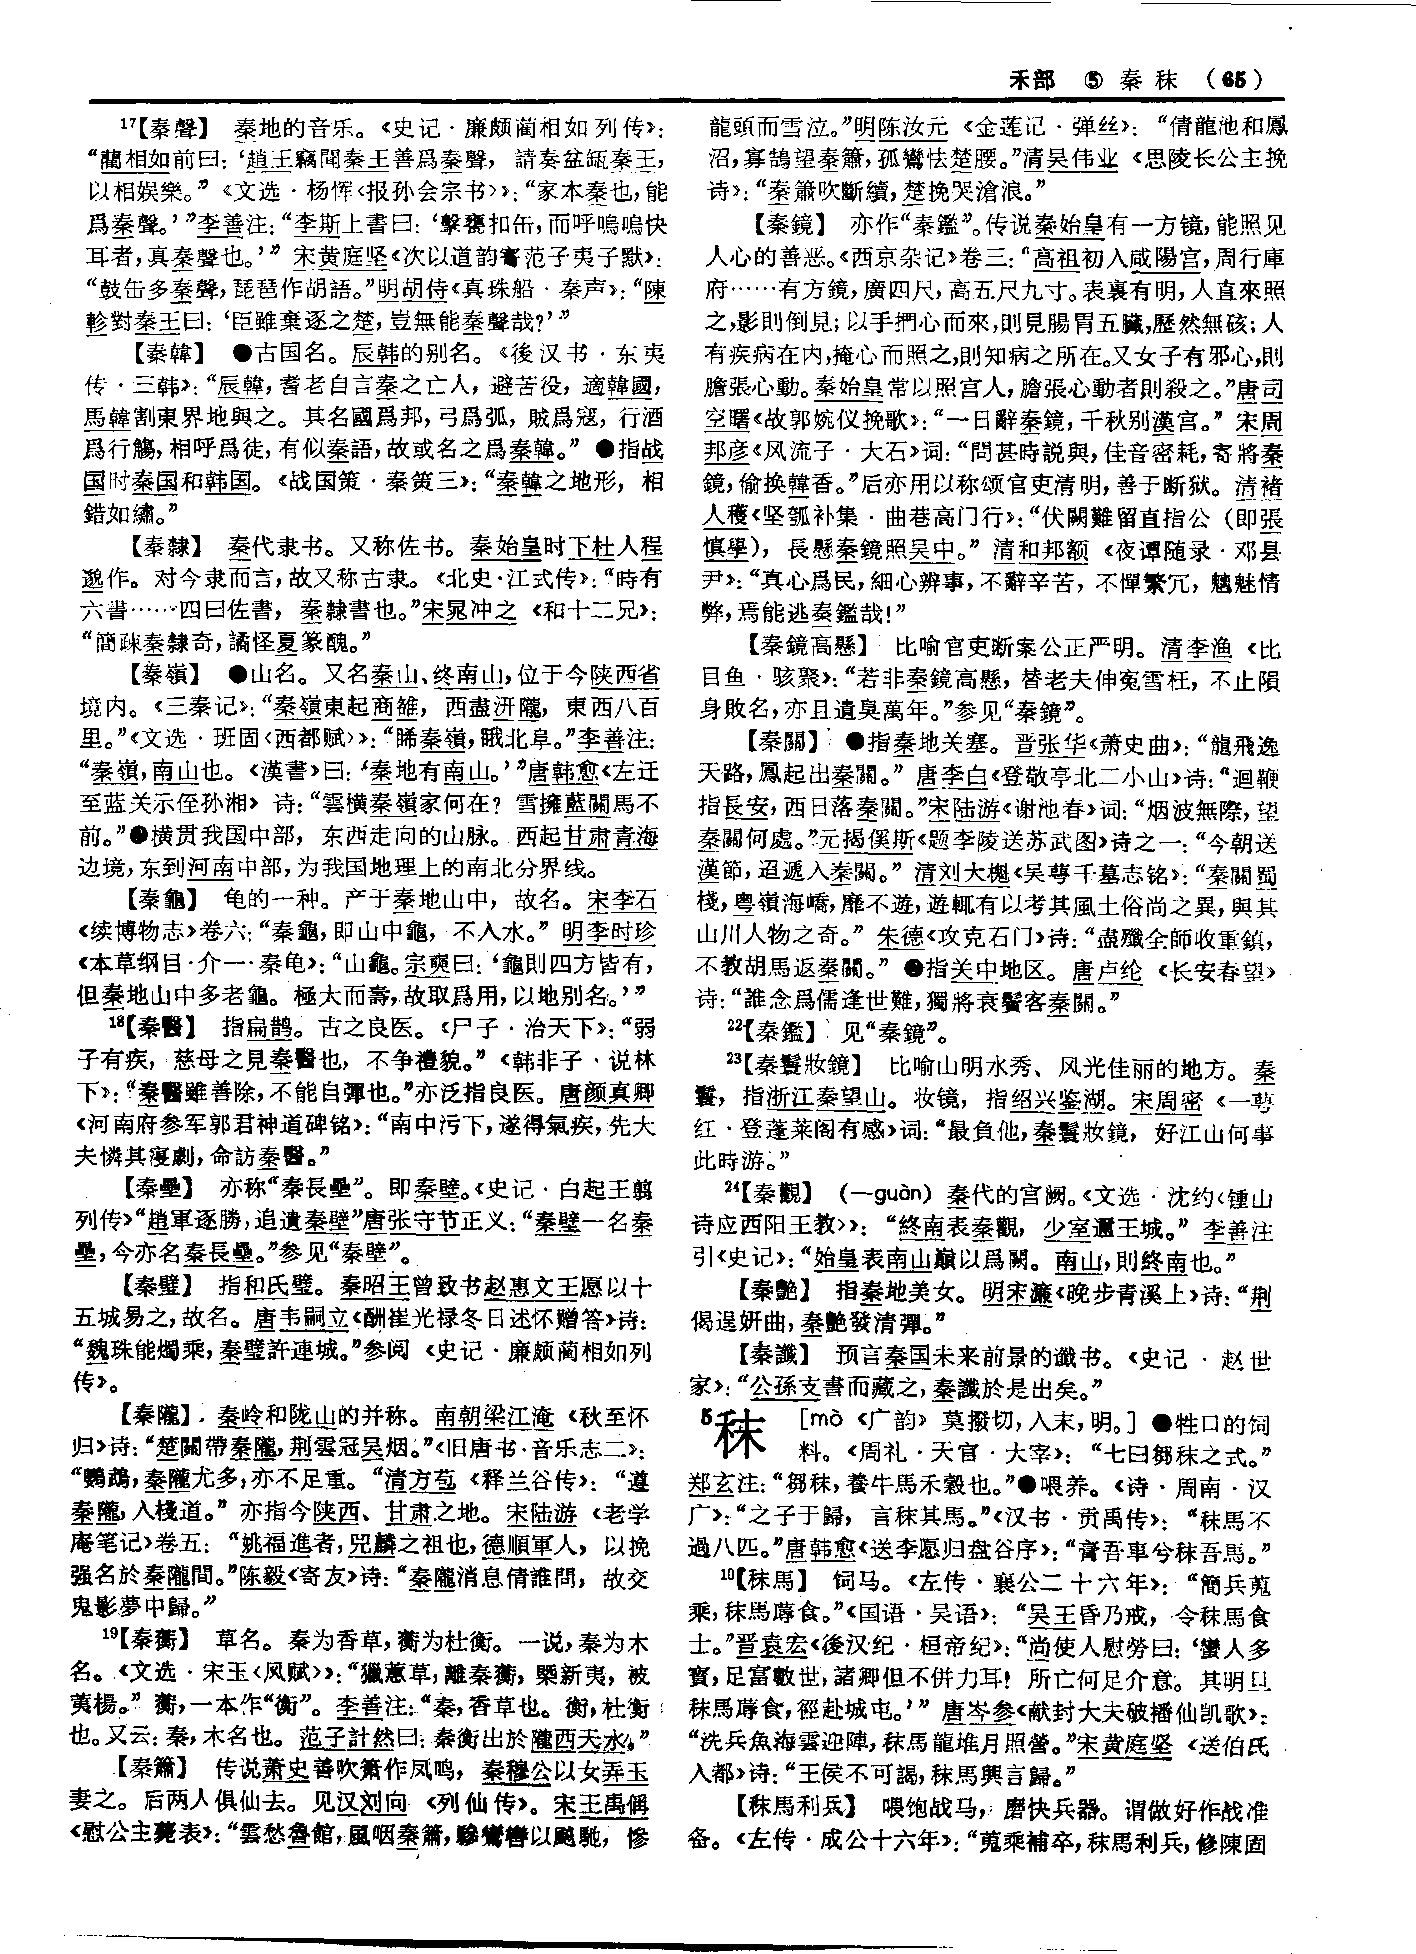 禾部 ⑤ 秦 秣 （65）
17【秦聲】 秦地的音乐。《史记·廉颇蔺相如列传》：
“藺相如前曰：‘趙王竊聞秦王善爲秦聲，請奏盆缻秦王，
以相娱樂。”《文选·杨恽〈报孙会宗书〉》：“家本秦也，能
爲秦聲。’”李善注：“李斯上書曰：‘擊甕扣缶，而呼嗚嗚快
耳者，真秦聲也。’” 宋黄庭坚《次以道韵寄范子夷子默》：
“鼓缶多秦聲，琵琶作胡語。”明胡侍《真珠船·秦声》：“陳
軫對秦王曰：‘臣雖棄逐之楚，豈無能秦聲哉？’”
【秦韓】 ●古国名。辰韩的别名。《後汉书·东夷
传·三韩》：“辰韓，耆老自言秦之亡人，避苦役，適韓國，
馬韓割東界地與之。其名國爲邦，弓爲弧，賊爲寇，行酒
爲行觴，相呼爲徒，有似秦語，故或名之爲秦韓。” ●指战
国时秦国和韩国。《战国策·秦策三》：“秦韓之地形，相
錯如繡。”
【秦隸】 秦代隶书。又称佐书。秦始皇时下杜人程
邈作。对今隶而言，故又称古隶。《北史·江式传》：“時有
六書……四曰佐書，秦隸書也。”宋晁冲之《和十二兄》：
“簡疎秦隸奇，譎怪夏篆醜。”
【秦嶺】 ●山名。又名秦山、终南山，位于今陕西省
境内。《三秦记》：“秦嶺東起商雒，西盡汧隴，東西八百
里。”《文选·班固〈西都赋〉》：“睎秦嶺，睋北阜。”李善注：
“秦嶺，南山也。《漢書》曰：‘秦地有南山。’”唐韩愈《左迁
至蓝关示侄孙湘》诗：“雲横秦嶺家何在？雪擁藍關馬不
前。”●横贯我国中部，东西走向的山脉。西起甘肃青海
边境，东到河南中部，为我国地理上的南北分界线。
【秦龜】 龟的一种。产于秦地山中，故名。宋李石
《续博物志》卷六：“秦龜，即山中龜，不入水。” 明李时珍
《本草纲目·介一·秦龟》：“山龜。宗奭曰：‘龜則四方皆有，
但秦地山中多老龜。極大而壽，故取爲用，以地别名。’”
18【秦醫】 指扁鹊。古之良医。《尸子·治天下》：“弱
子有疾，慈母之見秦醫也，不争禮貌。”《韩非子·说林
下》：“秦醫雖善除，不能自彈也。”亦泛指良医。唐颜真卿
《河南府参军郭君神道碑铭》：“南中污下，遂得氣疾，先大
夫憐其寖劇，命訪秦醫。”
【秦壘】 亦称“秦長壘”。即秦壁。《史记·白起王翦
列传》“趙軍逐勝，追遺秦壁”唐张守节正义：“秦壁一名秦
壘，今亦名秦長壘。”参见“秦壁”。
【秦璧】 指和氏璧。秦昭王曾致书赵惠文王愿以十
五城易之，故名。唐韦嗣立《酬崔光禄冬日述怀赠答》诗：
“魏珠能燭乘，秦璧許連城。”参阅《史记·廉颇蔺相如列
传》。
【秦隴】 秦岭和陇山的并称。南朝梁江淹《秋至怀
归》诗：“楚關帶秦隴，荆雲冠吴烟。”《旧唐书·音乐志二》：
“鹦鵡，秦隴尤多，亦不足重。“清方苞《释兰谷传》：“遵
秦隴，入棧道。”亦指今陕西、甘肃之地。宋陆游《老学
庵笔记》卷五：“姚福進者，兕麟之祖也，德順軍人，以挽
强名於秦隴間。”陈毅《寄友》诗：“秦隴消息倩誰問，故交
鬼影夢中歸。”
19【秦蘅】 草名。秦为香草，蘅为杜衡。一说，秦为木
名。《文选·宋玉〈风赋〉》：“獵蕙草，離秦蘅，槩新夷，被
荑楊。”蘅，一本作“衡”。李善注：“秦，香草也。衡，杜衡
也。又云：秦，木名也。范子計然曰：秦衡出於隴西天水。”
【秦簫】 传说萧史善吹箫作凤鸣，秦穆公以女弄玉
妻之。后两人俱仙去。见汉刘向《列仙传》。宋王禹偁
《慰公主薨表》：“雲愁魯館，風咽秦簫，驂鸞轡以颷馳，慘
龍頭而雪泣。”明陈汝元《金莲记·弹丝》：“倩龍池和鳳
沼，寡鵠望秦簫，孤鸞怯楚腰。”清吴伟业《思陵长公主挽
诗》：“秦簫吹斷續，楚挽哭滄浪。”
【秦鏡】 亦作“秦鑑”。传说秦始皇有一方镜，能照见
人心的善恶。《西京杂记》卷三：“高祖初入咸陽宫，周行庫
府……有方鏡，廣四尺，高五尺九寸。表裏有明，人直來照
之，影則倒見；以手捫心而來，則見腸胃五臟，歷然無硋；人
有疾病在内，掩心而照之，則知病之所在。又女子有邪心，則
膽張心動。秦始皇常以照宫人，膽張心動者則殺之。”唐司
空曙《故郭婉仪挽歌》：“一日辭秦鏡，千秋别漢宫。” 宋周
邦彦《风流子·大石》词：“問甚時説與，佳音密耗，寄將秦
鏡，偷换韓香。”后亦用以称颂官吏清明，善于断狱。清褚
人穫《坚瓠补集·曲巷高门行》：“伏闕難留直指公（即張
慎學），長懸秦鏡照吴中。” 清和邦额《夜谭随录·邓县
尹》：“真心爲民，細心辨事，不辭辛苦，不憚繁冗，魑魅情
弊，焉能逃秦鑑哉！”
【秦鏡高懸】 比喻官吏断案公正严明。清李渔《比
目鱼·骇聚》：“若非秦鏡高懸，替老夫伸寃雪枉，不止隕
身敗名，亦且遺臭萬年。”参见“秦鏡”。
【秦關】 ●指秦地关塞。晋张华《萧史曲》：“龍飛逸
天路，鳳起出秦關。” 唐李白《登敬亭北二小山》诗：“迴鞭
指長安，西日落秦關。”宋陆游《谢池春》词：“烟波無際，望
秦關何處。”元揭傒斯《题李陵送苏武图》诗之一：“今朝送
漢節，迢遞入秦關。” 清刘大櫆《吴蕚千墓志铭》：“秦關蜀
棧，粤嶺海嶠，靡不遊，遊輒有以考其風土俗尚之異，與其
山川人物之奇。” 朱德《攻克石门》诗：“盡殲全師收重鎮，
不教胡馬返秦關。” ●指关中地区。唐卢纶《长安春望》
诗：“誰念爲儒逢世難，獨將衰鬢客秦關。”
22【秦鑑】 见“秦鏡”。
23【秦鬟妝鏡】 比喻山明水秀、风光佳丽的地方。秦
鬟，指浙江秦望山。妆镜，指绍兴鉴湖。宋周密《一萼
红·登蓬莱阁有感》词：“最負他，秦鬟妝鏡，好江山何事
此時游。”
24【秦觀】 （一guàn）秦代的宫阙。《文选·沈约〈锺山
诗应西阳王教〉》：“終南表秦觀，少室邇王城。” 李善注
引《史记》：“始皇表南山巔以爲闕。南山，則終南也。”
【秦艶】 指秦地美女。明宋濂《晚步青溪上》诗：“荆
偈逞妍曲，秦艷發清彈。”
【秦讖】 预言秦国未来前景的谶书。《史记·赵世
家》：“公孫支書而藏之，秦讖於是出矣。”
5秣 ［mò《广韵》莫撥切，入末，明。］●牲口的饲
料。《周礼·天官·大宰》：“七曰芻秣之式。”
郑玄注：“芻秣，養牛馬禾穀也。”●喂养。《诗·周南·汉
广》：“之子于歸，言秣其馬。”《汉书·贡禹传》：“秣馬不
過八匹。”唐韩愈《送李愿归盘谷序》：“膏吾車兮秣吾馬。”
10【秣馬】 饲马。《左传·襄公二十六年》：“簡兵蒐
乘，秣馬蓐食。”《国语·吴语》：“吴王昏乃戒，令秣馬食
士。”晋袁宏《後汉纪·桓帝纪》：“尚使人慰勞曰：‘蠻人多
寶，足富數世，諸卿但不併力耳！所亡何足介意。其明旦
秣馬蓐食，徑赴城屯。’” 唐岑参《献封大夫破播仙凯歌》：
“洗兵魚海雲迎陣，秣馬龍堆月照營。”宋黄庭坚《送伯氏
入都》诗：“王侯不可謁，秣馬興言歸。”
【秣馬利兵】 喂饱战马，磨快兵器。谓做好作战准
备。《左传·成公十六年》：“蒐乘補卒，秣馬利兵，修陳固